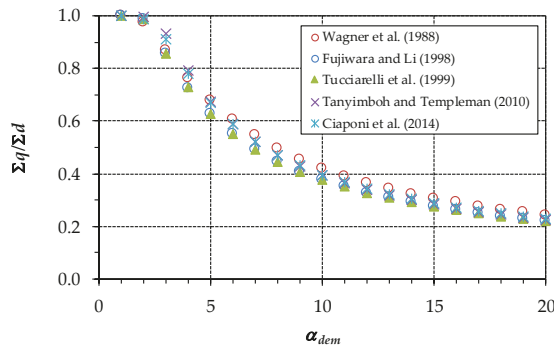 1.0
0.8
0.6
0.4
0.2
0.0
Σq/Σd
Wagner et al. (1988)
Fujiwara and Li (1998)
Tucciarelli et al. (1999)
Tanyimboh and Templeman (2010)
Ciaponi et al. (2014)
0 5 10 15 20
α_dem